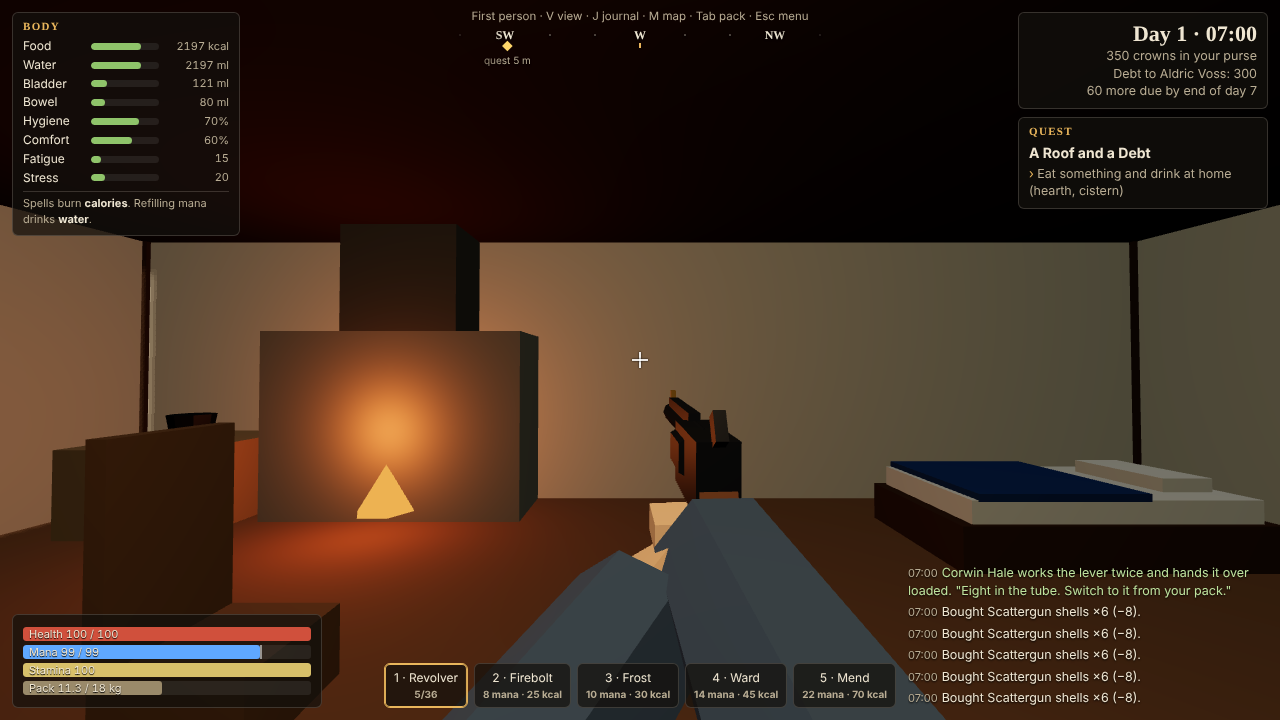 First person · V view · J journal · M map · Tab pack · Esc menu
SW
W
NW
quest 5 m
BODY
Food 2197 kcal
Water 2197 ml
Bladder 121 ml
Bowel 80 ml
Hygiene 70%
Comfort 60%
Fatigue 15
Stress 20
Spells burn calories. Refilling mana
drinks water.
Day 1 · 07:00
350 crowns in your purse
Debt to Aldric Voss: 300
60 more due by end of day 7
QUEST
A Roof and a Debt
› Eat something and drink at home
(hearth, cistern)
07:00 Corwin Hale works the lever twice and hands it over
loaded. "Eight in the tube. Switch to it from your pack."
07:00 Bought Scattergun shells ×6 (−8).
07:00 Bought Scattergun shells ×6 (−8).
07:00 Bought Scattergun shells ×6 (−8).
07:00 Bought Scattergun shells ×6 (−8).
07:00 Bought Scattergun shells ×6 (−8).
Health 100 / 100
Mana 99 / 99
Stamina 100
Pack 11.3 / 18 kg
1 · Revolver
5/36
2 · Firebolt
8 mana · 25 kcal
3 · Frost
10 mana · 30 kcal
4 · Ward
14 mana · 45 kcal
5 · Mend
22 mana · 70 kcal